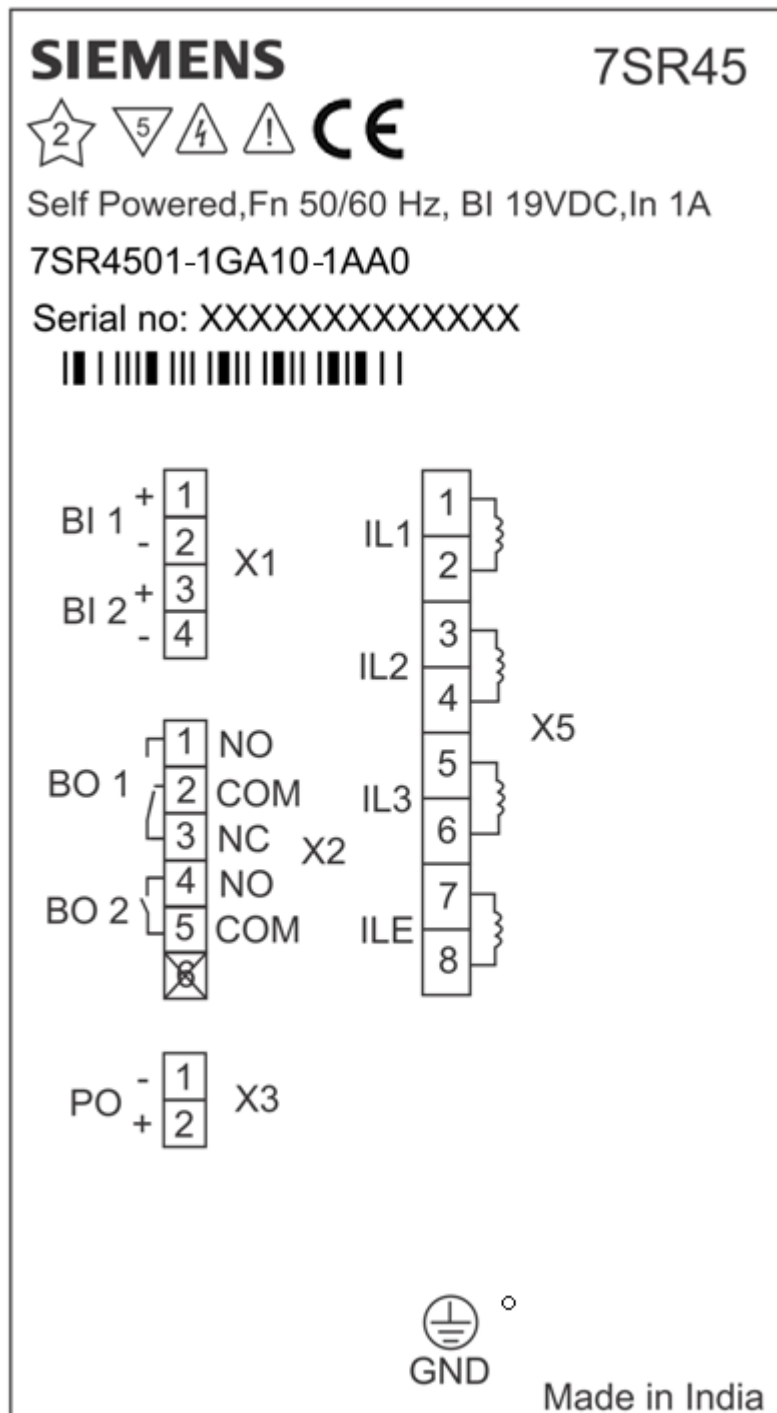 SIEMENS 7SR45
2 5 ! CE
Self Powered,Fn 50/60 Hz, BI 19VDC,In 1A
7SR4501-1GA10-1AA0
Serial no: XXXXXXXXXXXXX
BI 1 + 1
- 2
X1
BI 2 + 3
- 4
BO 1
1 NO
2 COM
3 NC
X2
BO 2
4 NO
5 COM
6
PO - 1
+ 2
X3
IL1
1
2
IL2
3
4
X5
IL3
5
6
ILE
7
8
GND
Made in India